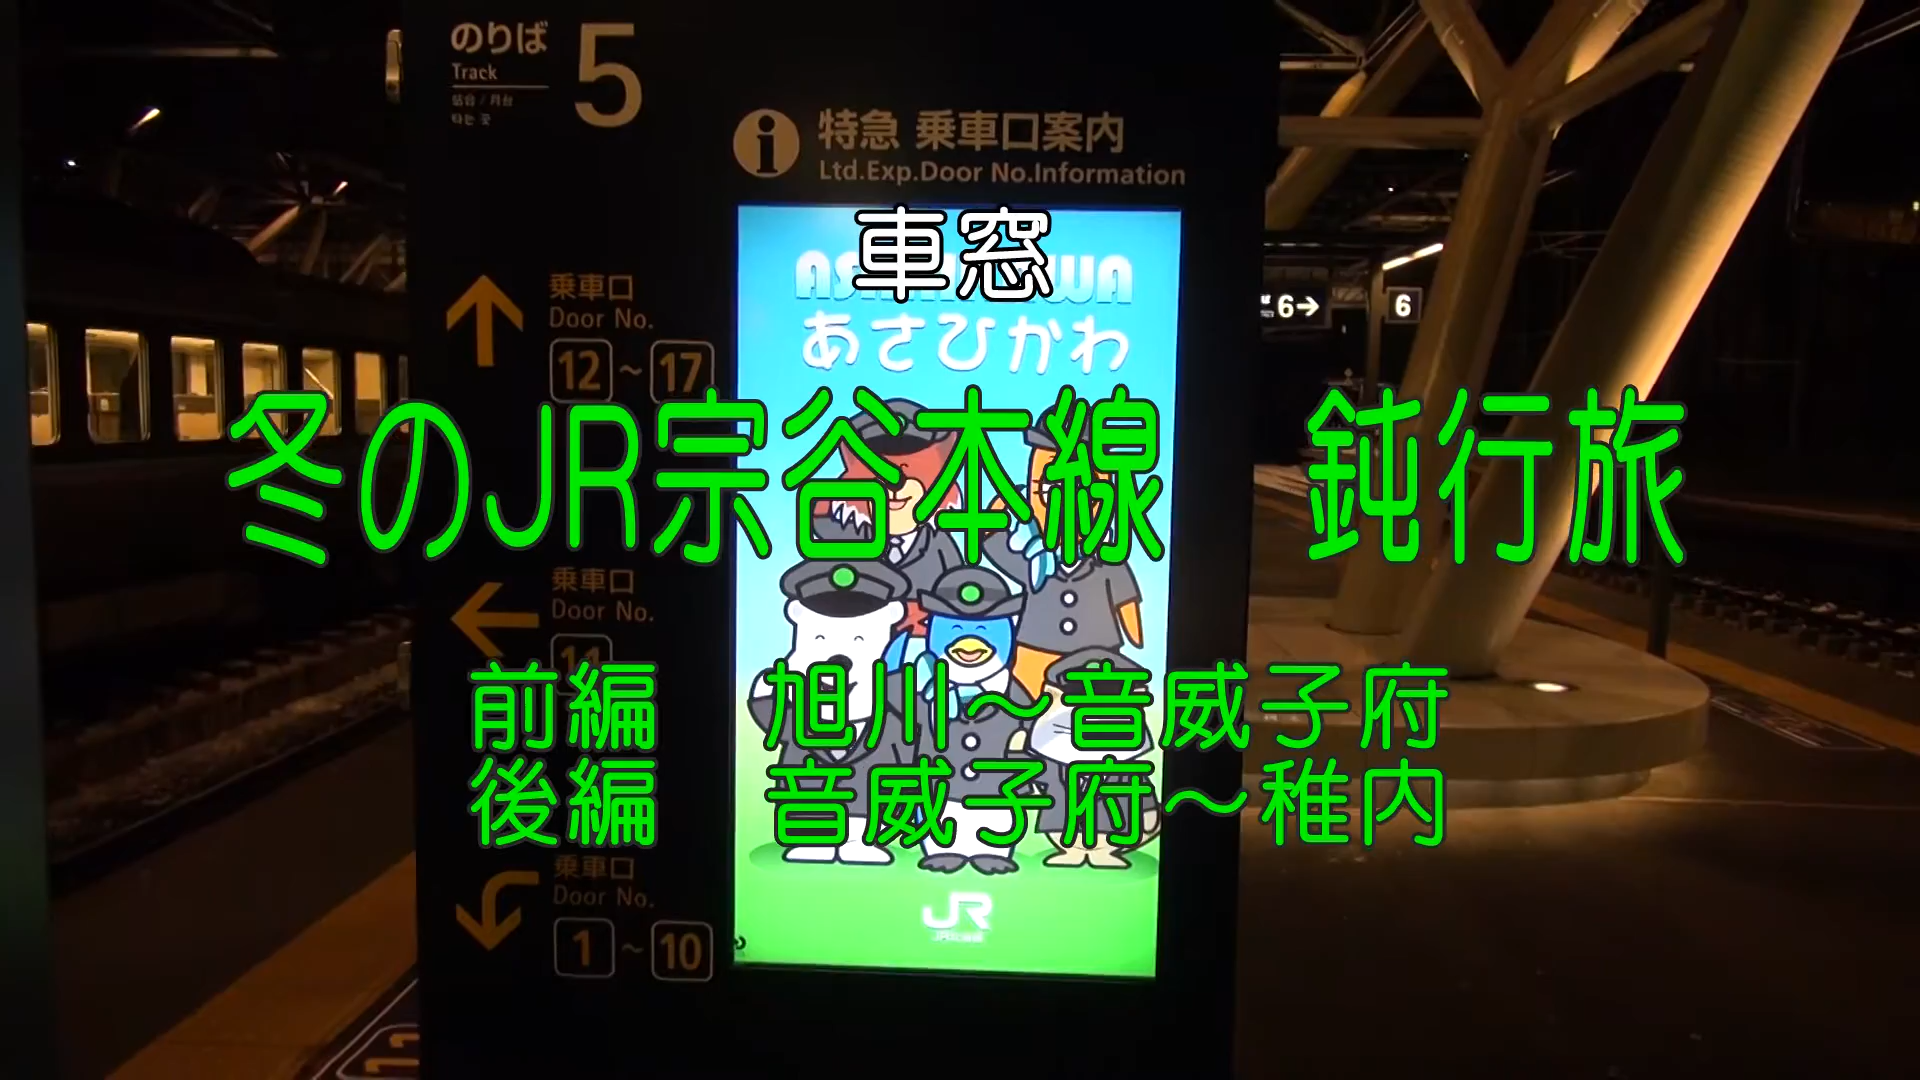 のりば 5
Track
特急 乗車口案内
Ltd.Exp.Door No.Information
車窓
あさひかわ
乗車口
Door No.
12 ～ 17
6→
6
冬のJR宗谷本線 鈍行旅
乗車口
Door No.
11
前編 旭川～音威子府
後編 音威子府～稚内
乗車口
Door No.
1 ～ 10
JR